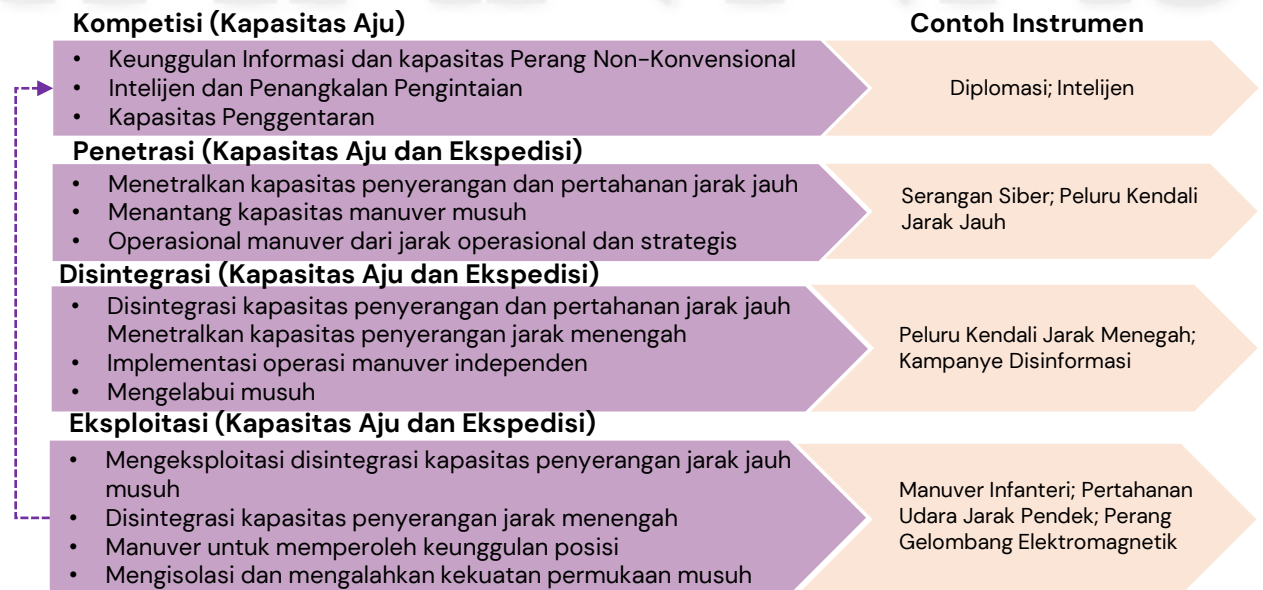 Kompetisi (Kapasitas Aju)
Contoh Instrumen
• Keunggulan Informasi dan kapasitas Perang Non-Konvensional
• Intelijen dan Penangkalan Pengintaian
• Kapasitas Penggentaran
Diplomasi; Intelijen
Penetrasi (Kapasitas Aju dan Ekspedisi)
• Menetralkan kapasitas penyerangan dan pertahanan jarak jauh
• Menantang kapasitas manuver musuh
• Operasional manuver dari jarak operasional dan strategis
Serangan Siber; Peluru Kendali
Jarak Jauh
Disintegrasi (Kapasitas Aju dan Ekspedisi)
• Disintegrasi kapasitas penyerangan dan pertahanan jarak jauh
Menetralkan kapasitas penyerangan jarak menengah
• Implementasi operasi manuver independen
• Mengelabui musuh
Peluru Kendali Jarak Menegah;
Kampanye Disinformasi
Eksploitasi (Kapasitas Aju dan Ekspedisi)
• Mengeksploitasi disintegrasi kapasitas penyerangan jarak jauh
musuh
• Disintegrasi kapasitas penyerangan jarak menengah
• Manuver untuk memperoleh keunggulan posisi
• Mengisolasi dan mengalahkan kekuatan permukaan musuh
Manuver Infanteri; Pertahanan
Udara Jarak Pendek; Perang
Gelombang Elektromagnetik